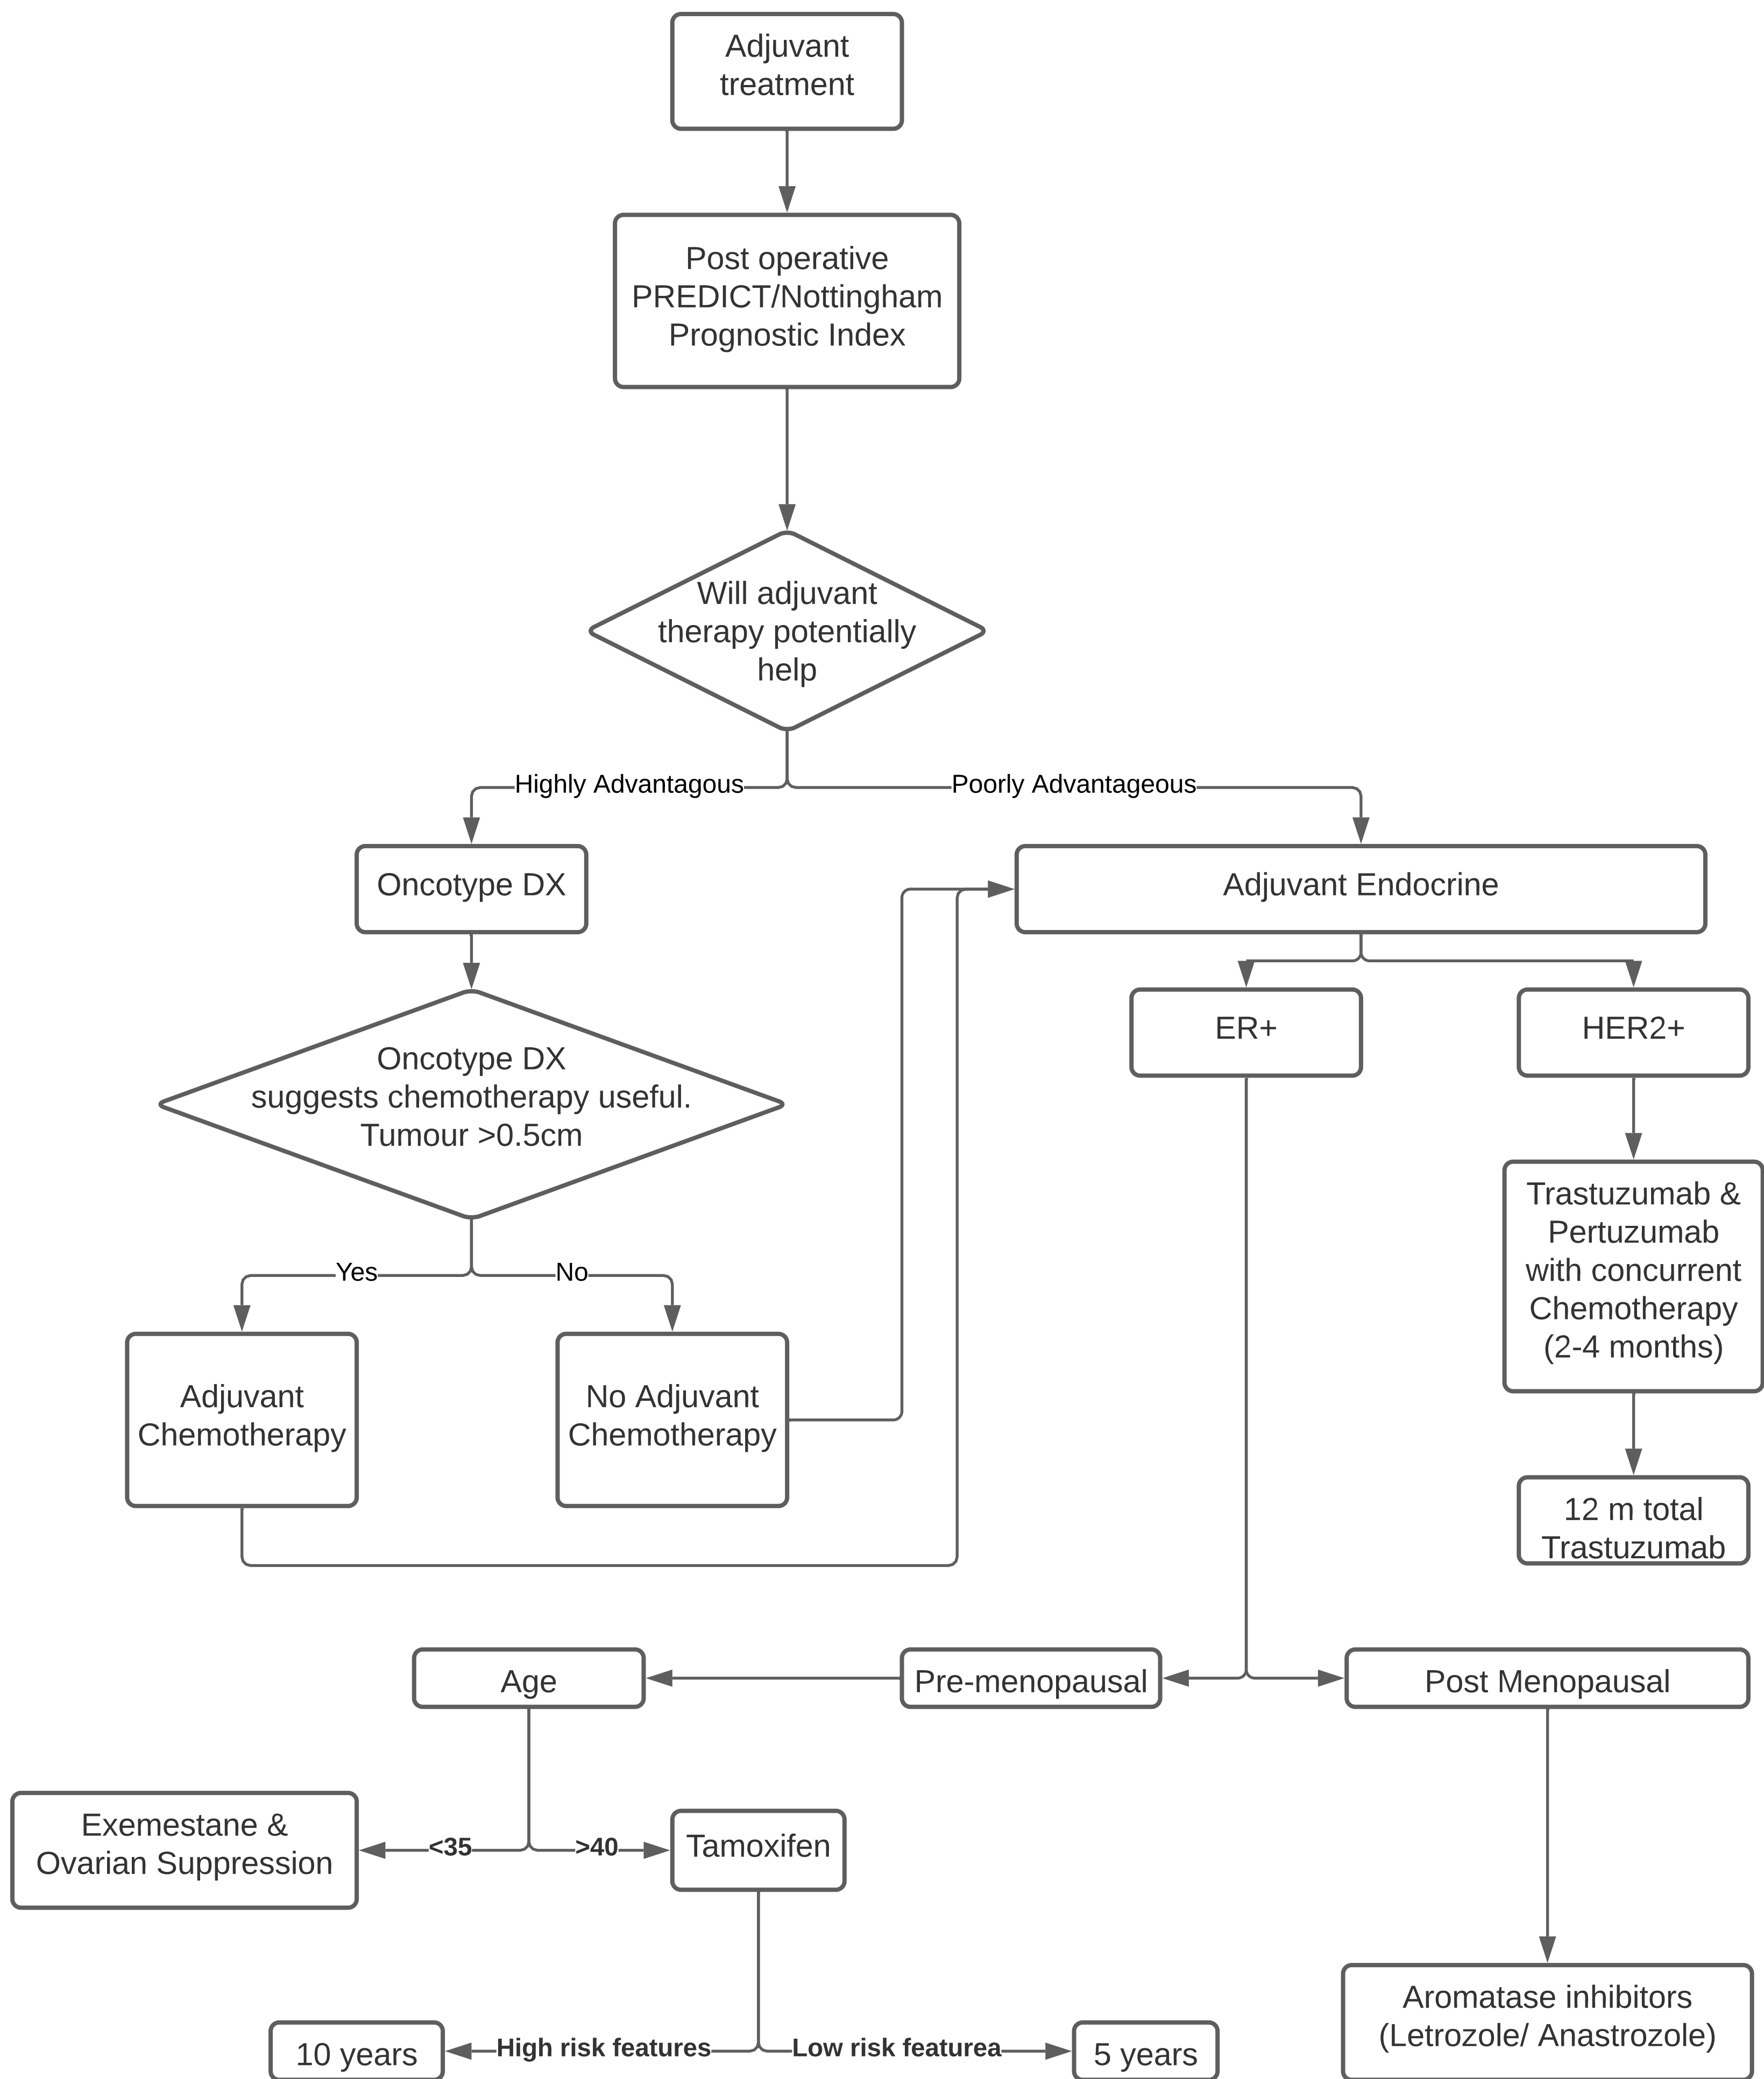 Adjuvant
treatment
Post operative
PREDICT/Nottingham
Prognostic Index
Will adjuvant
therapy potentially
help
Highly Advantagous
Poorly Advantageous
Oncotype DX
Adjuvant Endocrine
Oncotype DX
suggests chemotherapy useful.
Tumour >0.5cm
ER+
HER2+
Trastuzumab &
Pertuzumab
with concurrent
Chemotherapy
(2-4 months)
Yes
No
Adjuvant
Chemotherapy
No Adjuvant
Chemotherapy
12 m total
Trastuzumab
Age
Pre-menopausal
Post Menopausal
Exemestane &
Ovarian Suppression
<35
>40
Tamoxifen
Aromatase inhibitors
(Letrozole/ Anastrozole)
10 years
High risk features
Low risk featurea
5 years